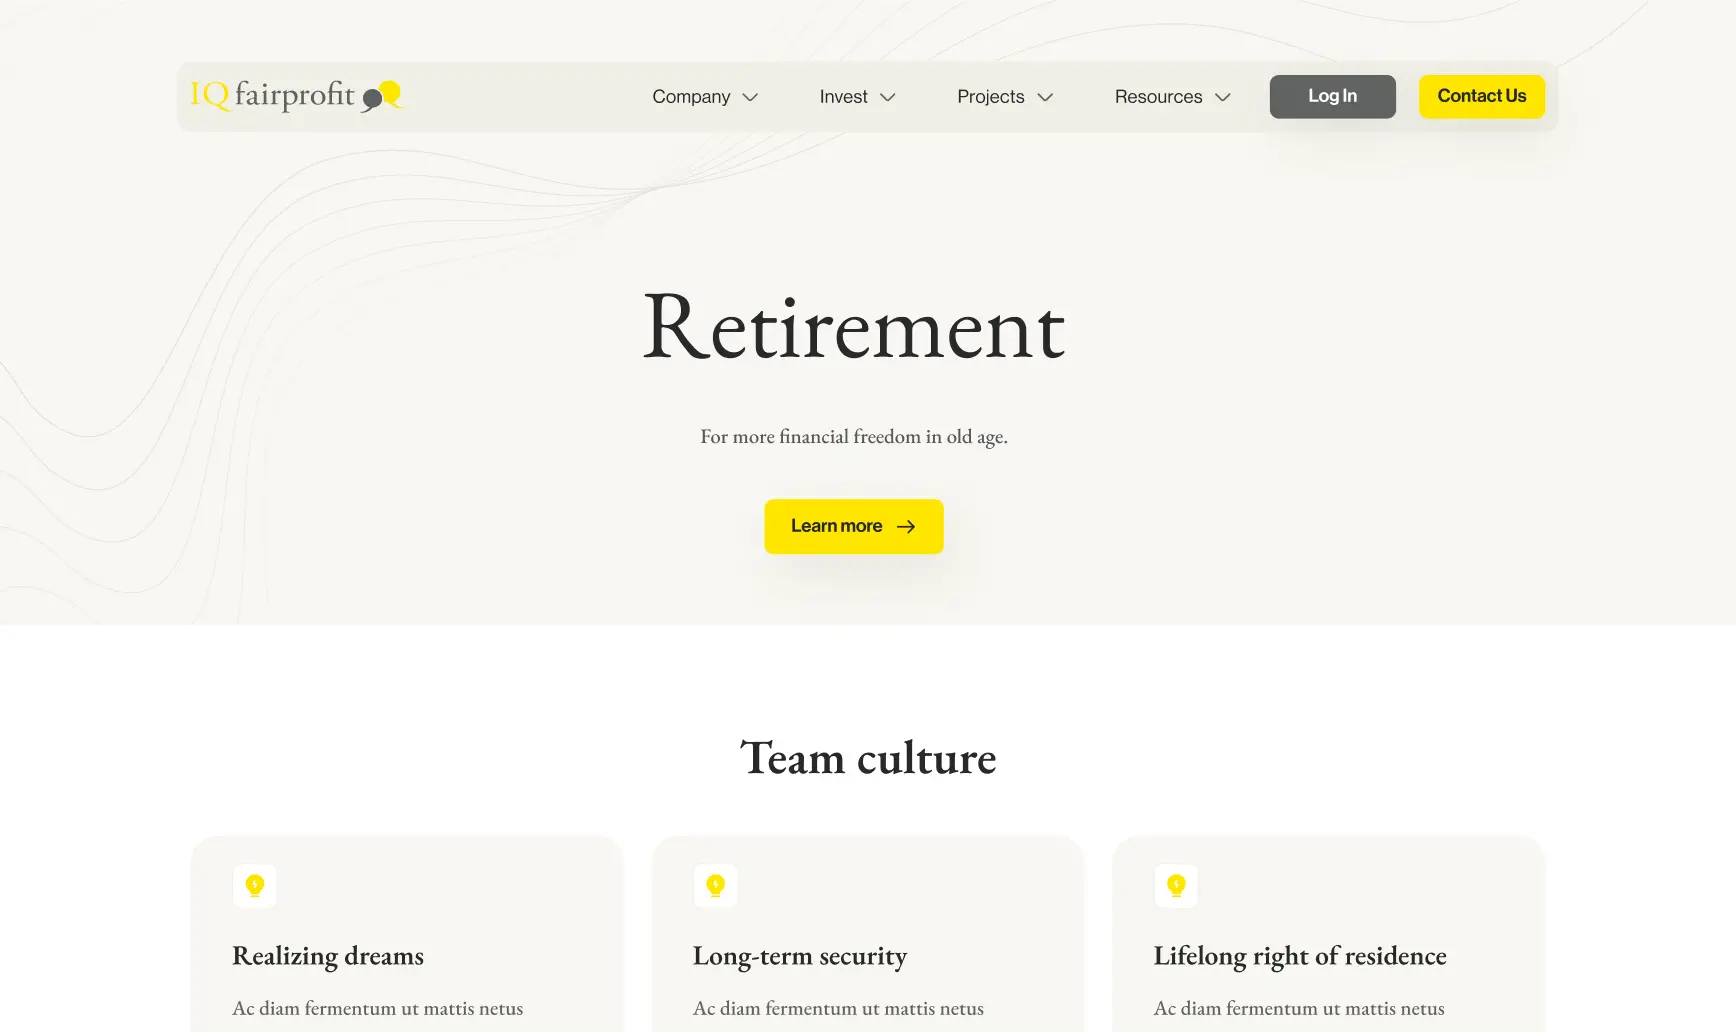 IQ fairprofit
Company
Invest
Projects
Resources
Log In
Contact Us
Retirement
For more financial freedom in old age.
Learn more
Team culture
Realizing dreams
Ac diam fermentum ut mattis netus
Long-term security
Ac diam fermentum ut mattis netus
Lifelong right of residence
Ac diam fermentum ut mattis netus